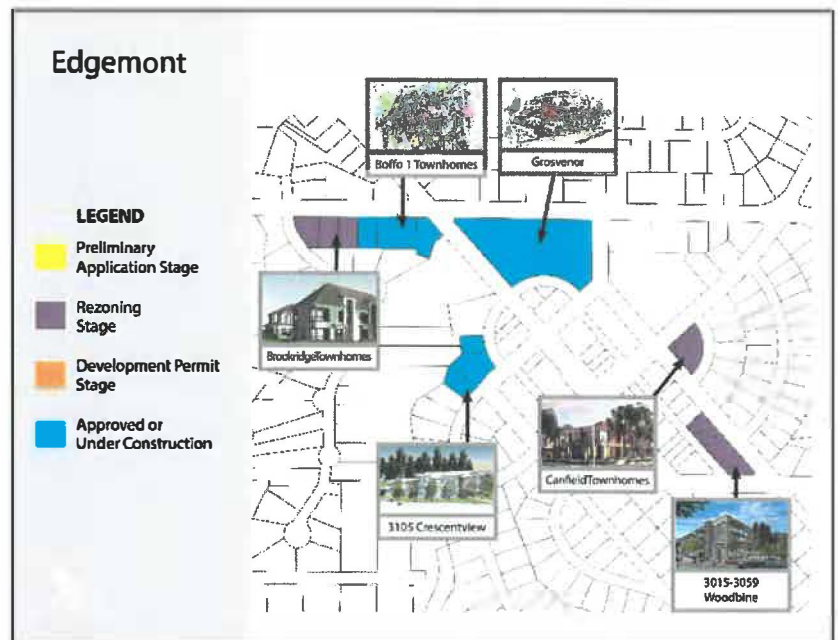 Edgemont
LEGEND
Preliminary
Application Stage
Rezoning
Stage
Development Permit
Stage
Approved or
Under Construction
Boffo 1 Townhomes
Grosvenor
BrookridgeTownhomes
3105 Crescentview
CanfieldTownhomes
3015-3059
Woodbine